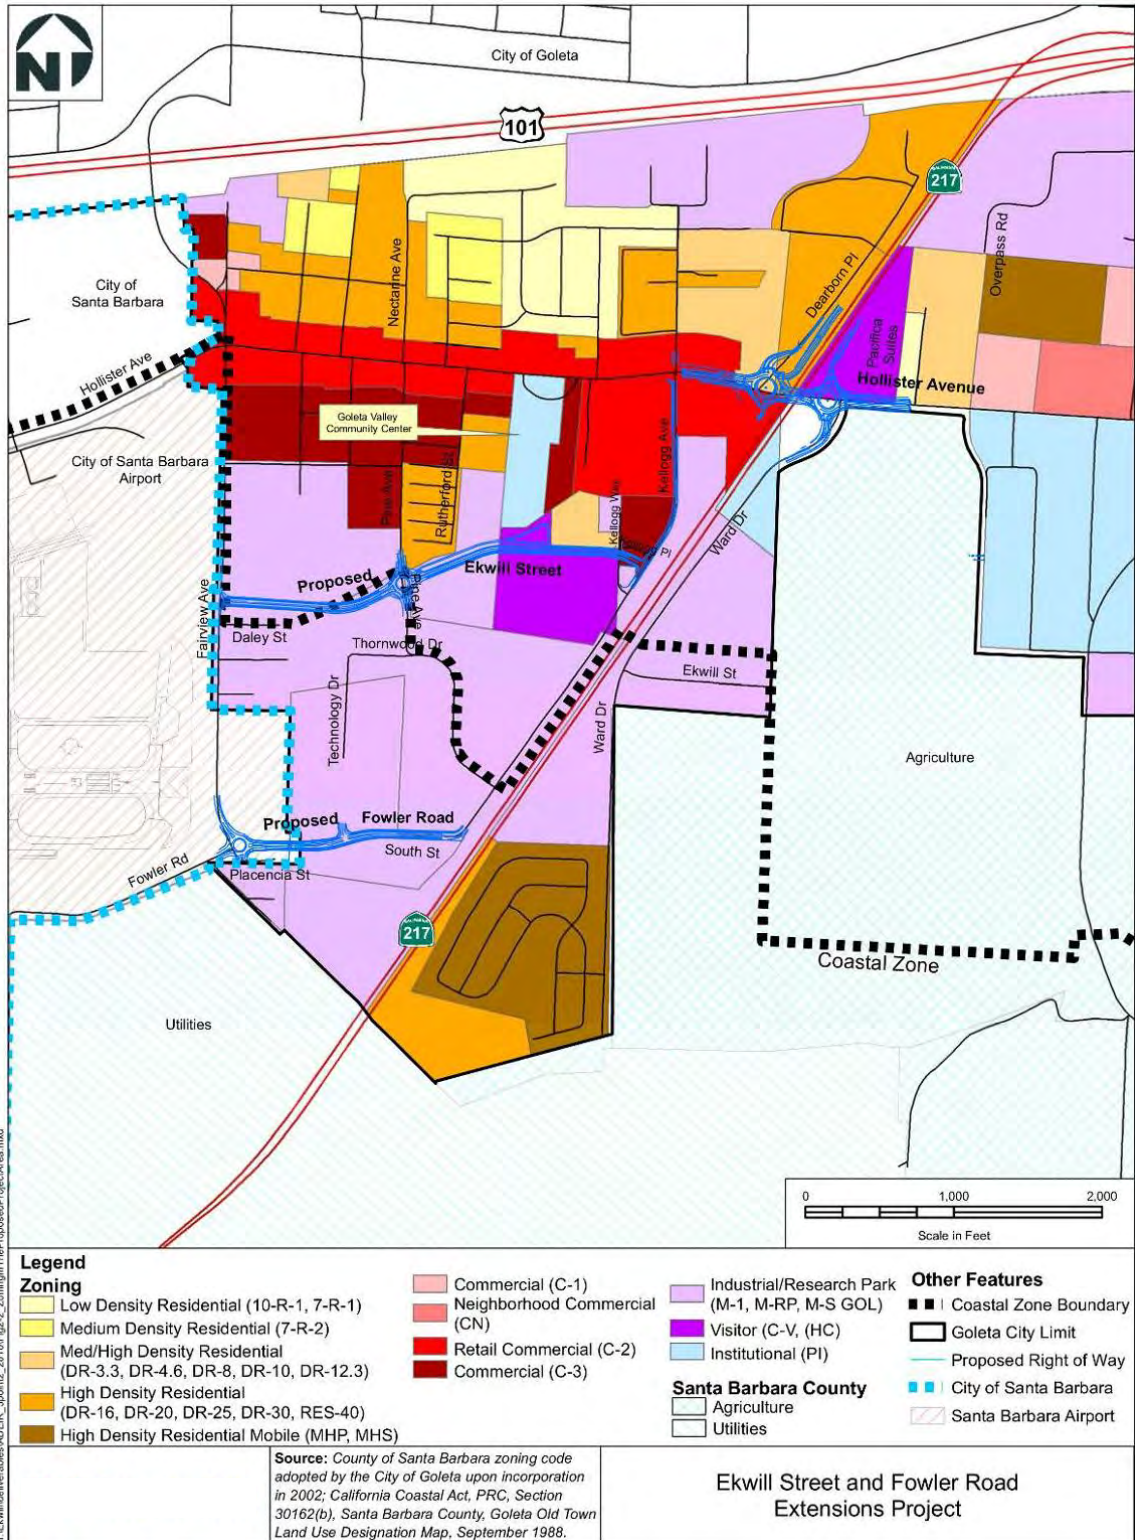 N
City of Goleta
101
217
City of
Santa Barbara
Nectarine Ave
Dearborn Pl
Overpass Rd
Pacifica
Suites
Hollister Ave
Hollister Avenue
Goleta Valley
Community Center
City of Santa Barbara
Airport
Pine Ave
Rutherford St
Kellogg Ave
Kellogg Way
Ward Dr
Pl
Proposed
Ekwill Street
Fairview Ave
Pine Ave
Daley St
Thornwood Dr
Ekwill St
Technology Dr
Ward Dr
Agriculture
Proposed
Fowler Road
South St
Fowler Rd
Placencia St
217
Coastal Zone
Utilities
0 1,000 2,000
Scale in Feet
Legend
Zoning
Low Density Residential (10-R-1, 7-R-1)
Medium Density Residential (7-R-2)
Med/High Density Residential
(DR-3.3, DR-4.6, DR-8, DR-10, DR-12.3)
High Density Residential
(DR-16, DR-20, DR-25, DR-30, RES-40)
High Density Residential Mobile (MHP, MHS)
Commercial (C-1)
Neighborhood Commercial
(CN)
Retail Commercial (C-2)
Commercial (C-3)
Industrial/Research Park
(M-1, M-RP, M-S GOL)
Visitor (C-V, (HC)
Institutional (PI)
Santa Barbara County
Agriculture
Utilities
Other Features
Coastal Zone Boundary
Goleta City Limit
Proposed Right of Way
City of Santa Barbara
Santa Barbara Airport
Source: County of Santa Barbara zoning code
adopted by the City of Goleta upon incorporation
in 2002; California Coastal Act, PRC, Section
30162(b), Santa Barbara County, Goleta Old Town
Land Use Designation Map, September 1988.
Ekwill Street and Fowler Road
Extensions Project